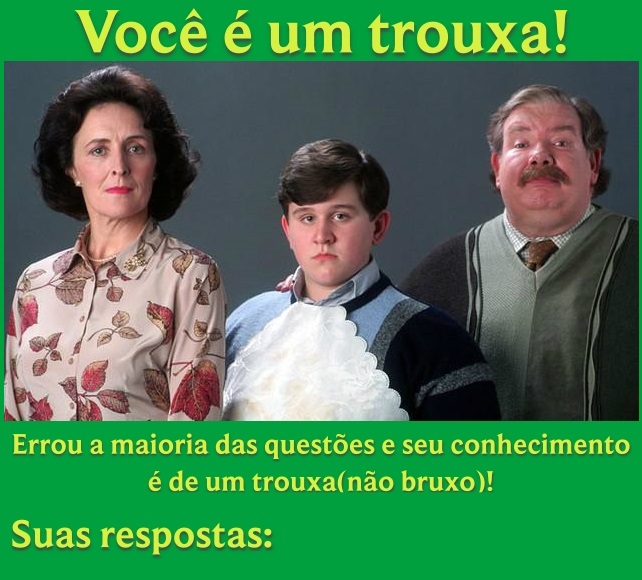 Você é um trouxa!
Errou a maioria das questões e seu conhecimento
é de um trouxa(não bruxo)!
Suas respostas: